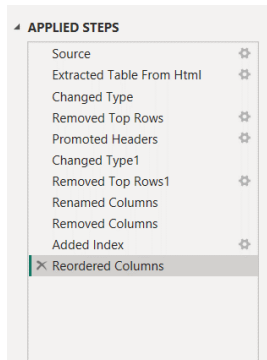 APPLIED STEPS
Source
Extracted Table From Html
Changed Type
Removed Top Rows
Promoted Headers
Changed Type1
Removed Top Rows1
Renamed Columns
Removed Columns
Added Index
Reordered Columns